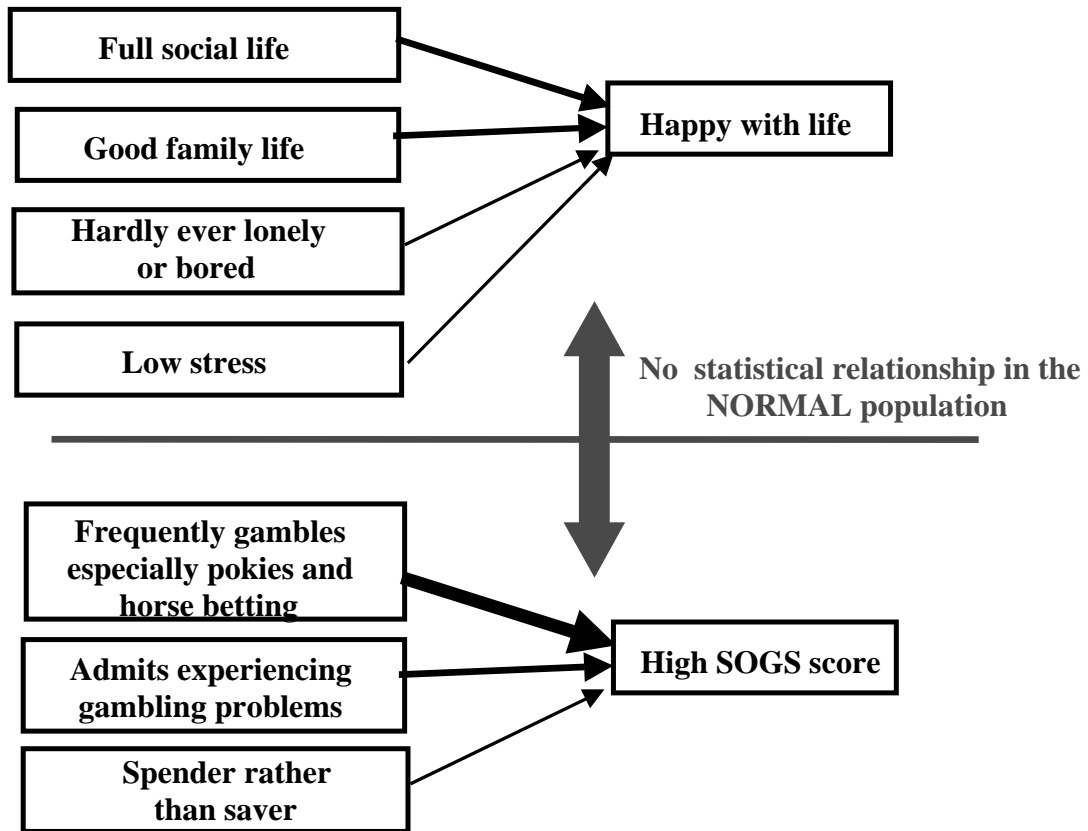 Full social life
Good family life
Happy with life
Hardly ever lonely
or bored
Low stress
No statistical relationship in the
NORMAL population
Frequently gambles
especially pokies and
horse betting
Admits experiencing
gambling problems
High SOGS score
Spender rather
than saver